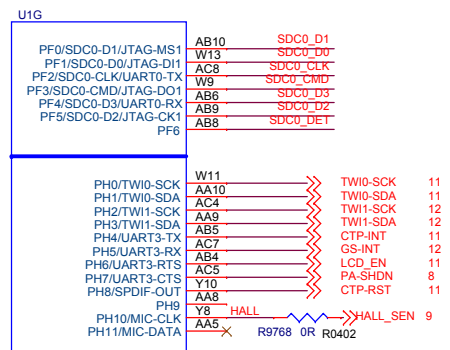 U1G
PF0/SDC0-D1/JTAG-MS1 AB10 SDC0_D1
PF1/SDC0-D0/JTAG-DI1 W13 SDC0_D0
PF2/SDC0-CLK/UART0-TX AC8 SDC0_CLK
PF3/SDC0-CMD/JTAG-DO1 W9 SDC0_CMD
PF4/SDC0-D3/UART0-RX AB6 SDC0_D3
PF5/SDC0-D2/JTAG-CK1 AB9 SDC0_D2
PF6 AB8 SDC0_DET
PH0/TWI0-SCK W11 TWI0-SCK 11
PH1/TWI0-SDA AA10 TWI0-SDA 11
PH2/TWI1-SCK AC4 TWI1-SCK 12
PH3/TWI1-SDA AA9 TWI1-SDA 12
PH4/UART3-TX AB5 CTP-INT 11
PH5/UART3-RX AC7 GS-INT 12
PH6/UART3-RTS AB4 LCD_EN 11
PH7/UART3-CTS AC5 PA-SHDN 8
PH8/SPDIF-OUT Y10 CTP-RST 11
PH9 AA8
PH10/MIC-CLK Y8 HALL HALL_SEN 9
PH11/MIC-DATA AA5
R9768 0R R0402